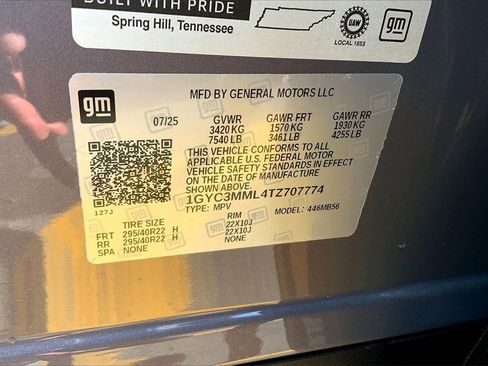 BUILT WITH PRIDE
Spring Hill, Tennessee
UAW
LOCAL 1853
gm
gm
MFD BY GENERAL MOTORS LLC
07/25 GVWR GAWR FRT GAWR RR
3420 KG 1570 KG 1930 KG
7540 LB 3461 LB 4255 LB
THIS VEHICLE CONFORMS TO ALL
APPLICABLE U.S. FEDERAL MOTOR
VEHICLE SAFETY STANDARDS IN EFFECT
ON THE DATE OF MANUFACTURE
SHOWN ABOVE.
127J
1GYC3MML4TZ707774
TYPE: MPV MODEL: 446MB56
TIRE SIZE RIM
FRT 295/40R22 H 22X10J
RR 295/40R22 H 22X10J
SPA NONE NONE